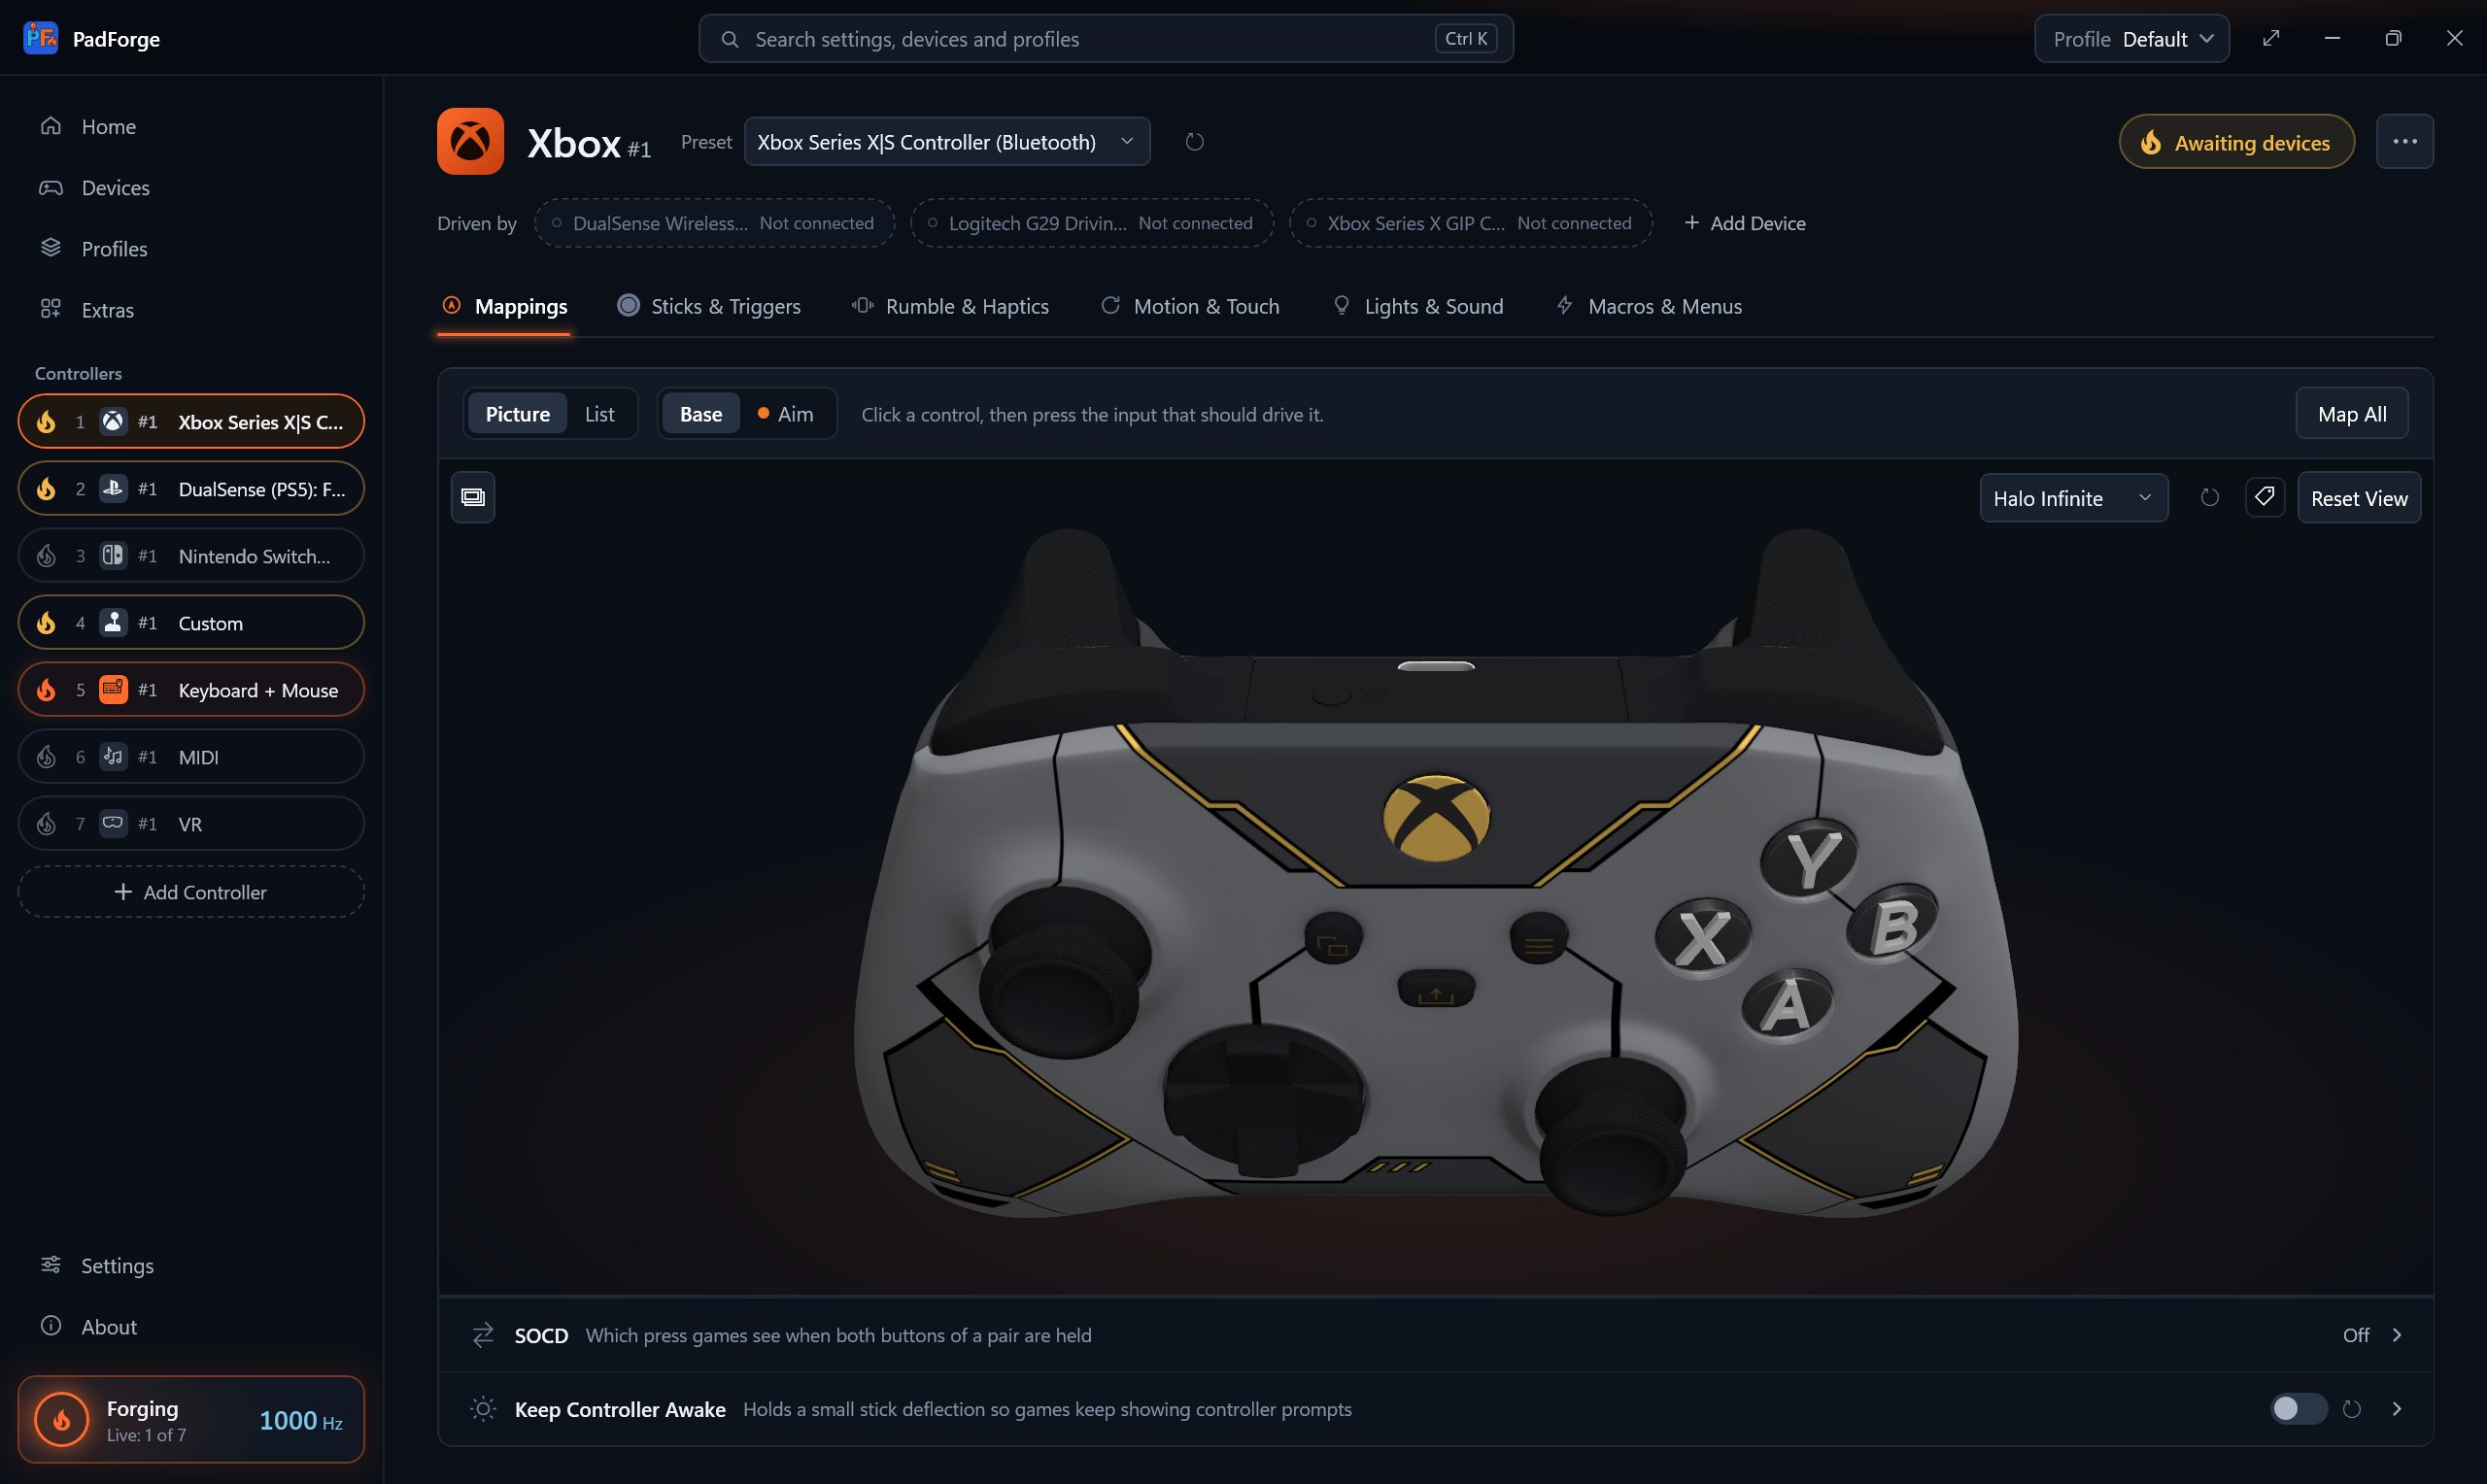 PadForge
Search settings, devices and profiles
Ctrl K
Profile Default
Home
Devices
Profiles
Extras
Controllers
1 #1 Xbox Series X|S C...
2 #1 DualSense (PS5): F...
3 #1 Nintendo Switch...
4 #1 Custom
5 #1 Keyboard + Mouse
6 #1 MIDI
7 #1 VR
+ Add Controller
Settings
About
Forging
Live: 1 of 7
1000 Hz
Xbox #1
Preset
Xbox Series X|S Controller (Bluetooth)
Awaiting devices
Driven by
DualSense Wireless... Not connected
Logitech G29 Drivin... Not connected
Xbox Series X GIP C... Not connected
+ Add Device
Mappings
Sticks & Triggers
Rumble & Haptics
Motion & Touch
Lights & Sound
Macros & Menus
Picture
List
Base
Aim
Click a control, then press the input that should drive it.
Map All
Halo Infinite
Reset View
Y
X
B
A
SOCD Which press games see when both buttons of a pair are held
Off
Keep Controller Awake Holds a small stick deflection so games keep showing controller prompts